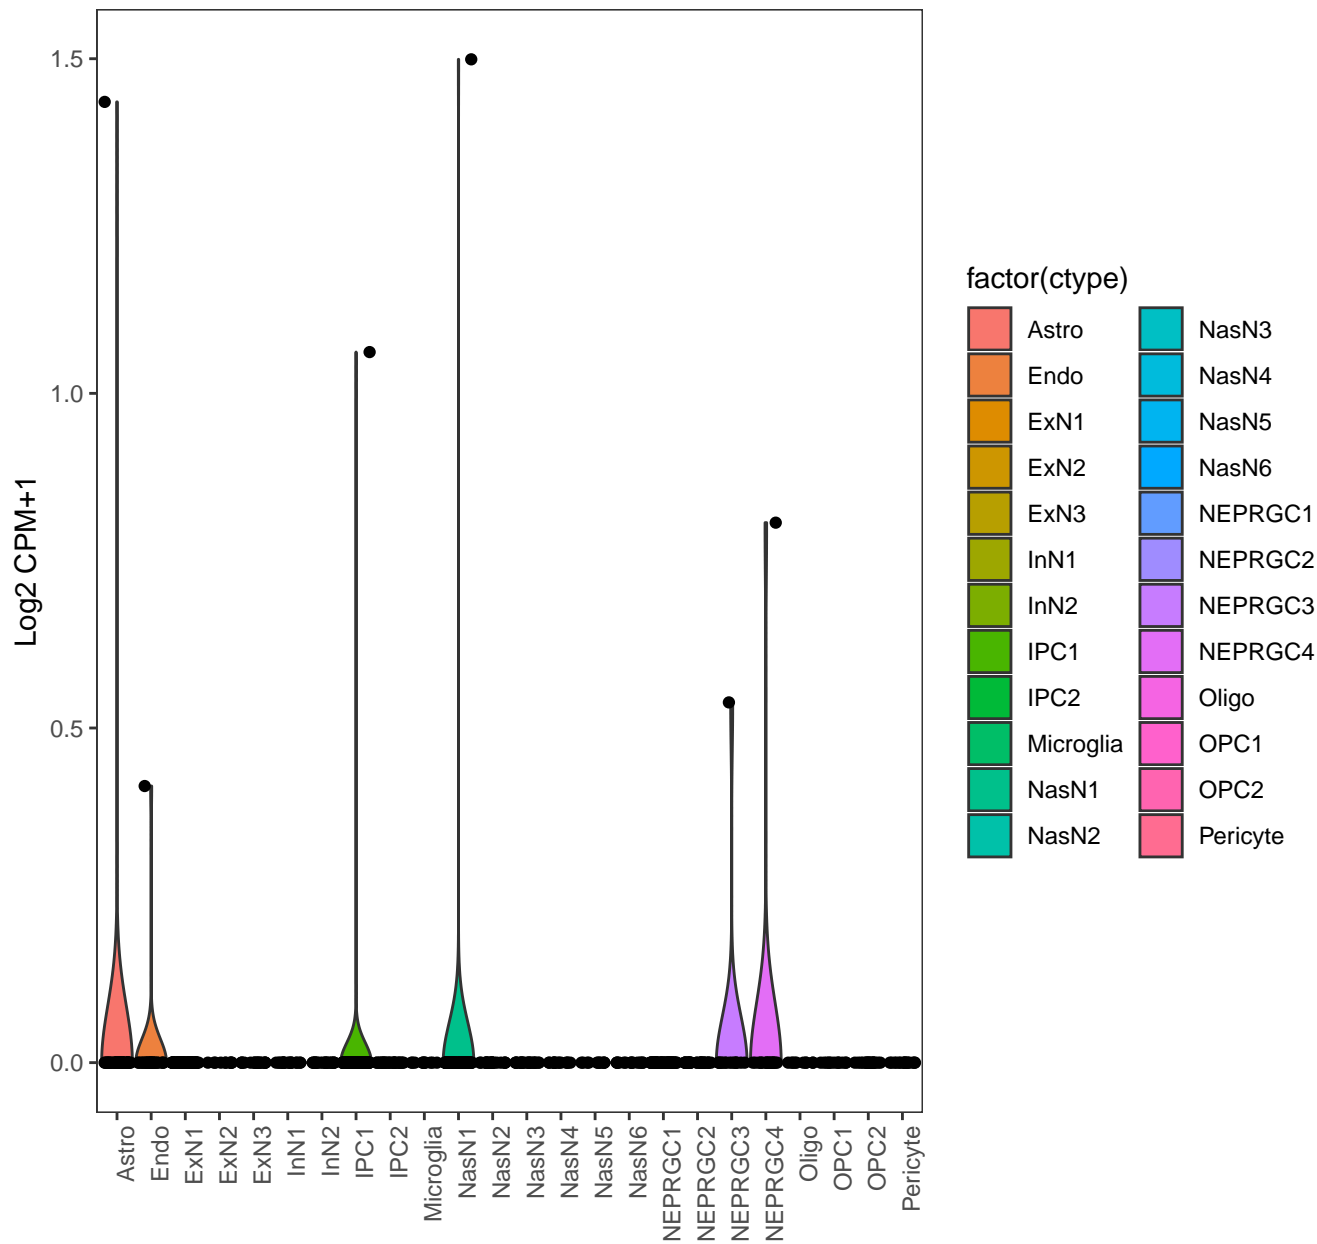 1.5
1.0
0.5
0.0
Log2 CPM+1
Astro
Endo
ExN1
ExN2
ExN3
InN1
InN2
IPC1
IPC2
Microglia
NasN1
NasN2
NasN3
NasN4
NasN5
NasN6
NEPRGC1
NEPRGC2
NEPRGC3
NEPRGC4
Oligo
OPC1
OPC2
Pericyte
factor(ctype)
Astro
Endo
ExN1
ExN2
ExN3
InN1
InN2
IPC1
IPC2
Microglia
NasN1
NasN2
NasN3
NasN4
NasN5
NasN6
NEPRGC1
NEPRGC2
NEPRGC3
NEPRGC4
Oligo
OPC1
OPC2
Pericyte